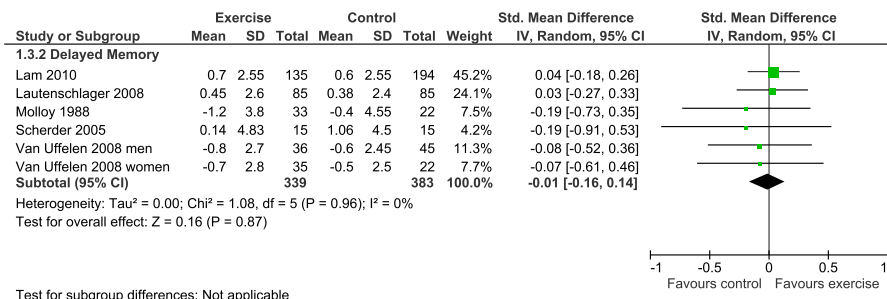 Exercise Control Std. Mean Difference Std. Mean Difference
Study or Subgroup Mean SD Total Mean SD Total Weight IV, Random, 95% CI IV, Random, 95% CI
1.3.2 Delayed Memory
Lam 2010 0.7 2.55 135 0.6 2.55 194 45.2% 0.04 [-0.18, 0.26]
Lautenschlager 2008 0.45 2.6 85 0.38 2.4 85 24.1% 0.03 [-0.27, 0.33]
Molloy 1988 -1.2 3.8 33 -0.4 4.55 22 7.5% -0.19 [-0.73, 0.35]
Scherder 2005 0.14 4.83 15 1.06 4.5 15 4.2% -0.19 [-0.91, 0.53]
Van Uffelen 2008 men -0.8 2.7 36 -0.6 2.45 45 11.3% -0.08 [-0.52, 0.36]
Van Uffelen 2008 women -0.7 2.8 35 -0.5 2.5 22 7.7% -0.07 [-0.61, 0.46]
Subtotal (95% CI) 339 383 100.0% -0.01 [-0.16, 0.14]
Heterogeneity: Tau² = 0.00; Chi² = 1.08, df = 5 (P = 0.96); I² = 0%
Test for overall effect: Z = 0.16 (P = 0.87)
-1 -0.5 0 0.5 1
Favours control Favours exercise
Test for subgroup differences: Not applicable